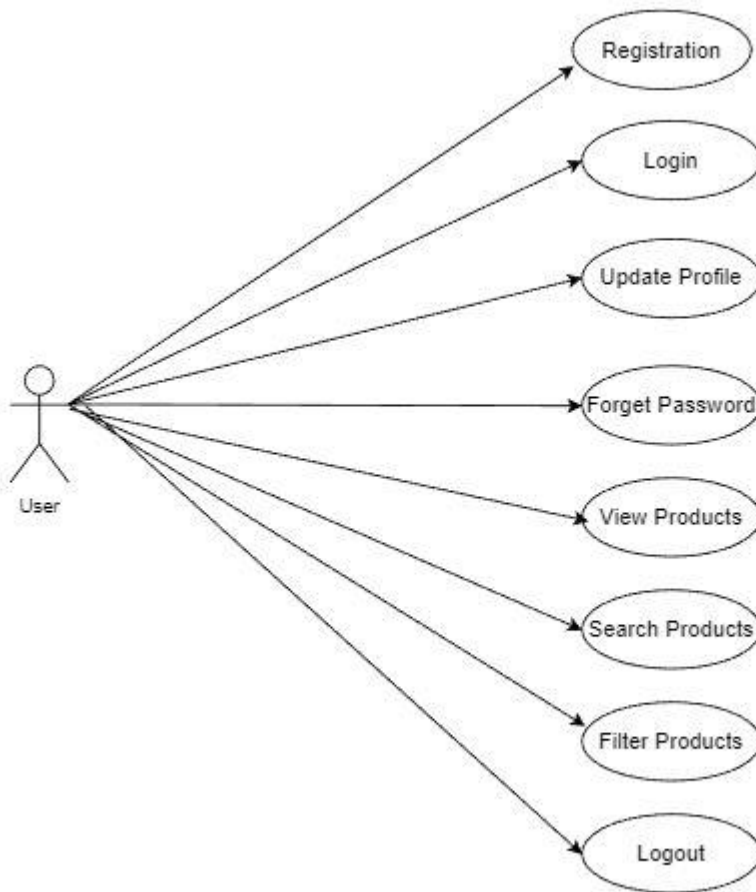 Registration
Login
Update Profile
Forget Password
User
View Products
Search Products
Filter Products
Logout